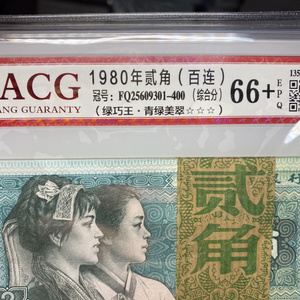 ACG
ANG GUARANTY
1980年贰角（百连）
冠号：FQ25609301-400（综合分）
（绿巧王·青绿美翠☆☆☆）
66+
EPQ
135
贰角